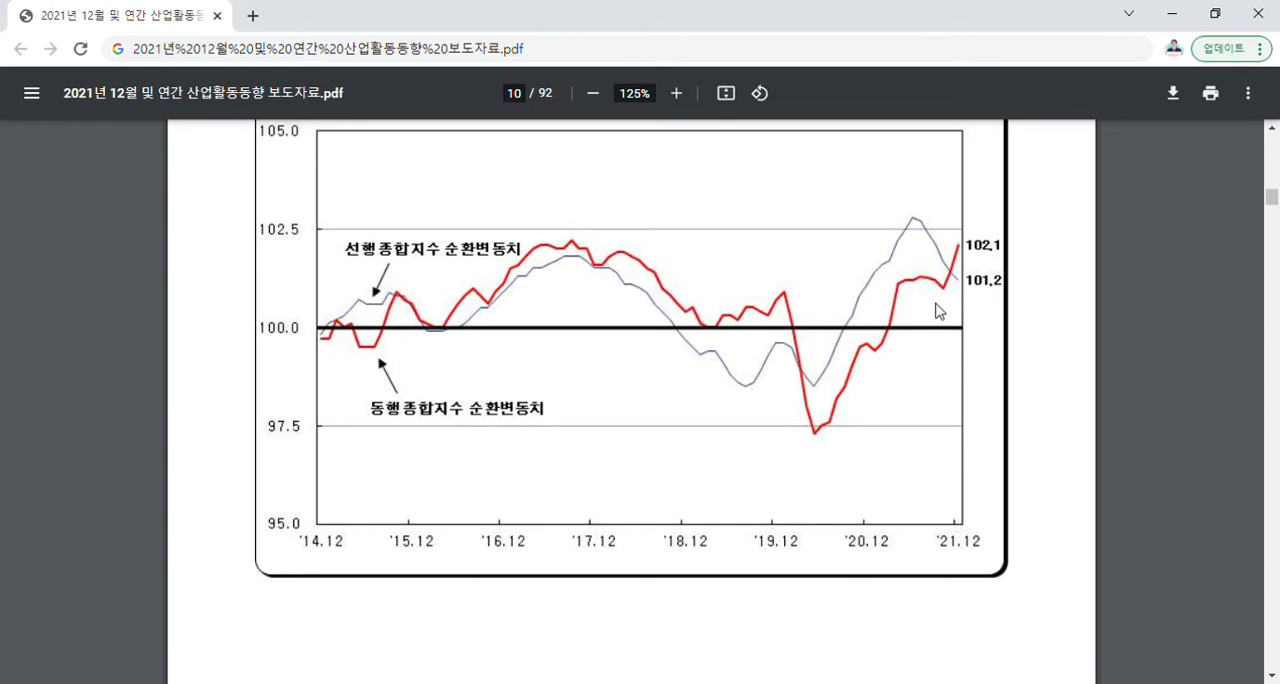 2021년 12월 및 연간 산업활동동
2021년%2012월%20및%20연간%20산업활동동향%20보도자료.pdf
업데이트
2021년 12월 및 연간 산업활동동향 보도자료.pdf
10 / 92
125%
105.0
102.5
선행종합지수 순환변동치
102.1
101.2
100.0
동행종합지수 순환변동치
97.5
95.0
'14.12 '15.12 '16.12 '17.12 '18.12 '19.12 '20.12 '21.12